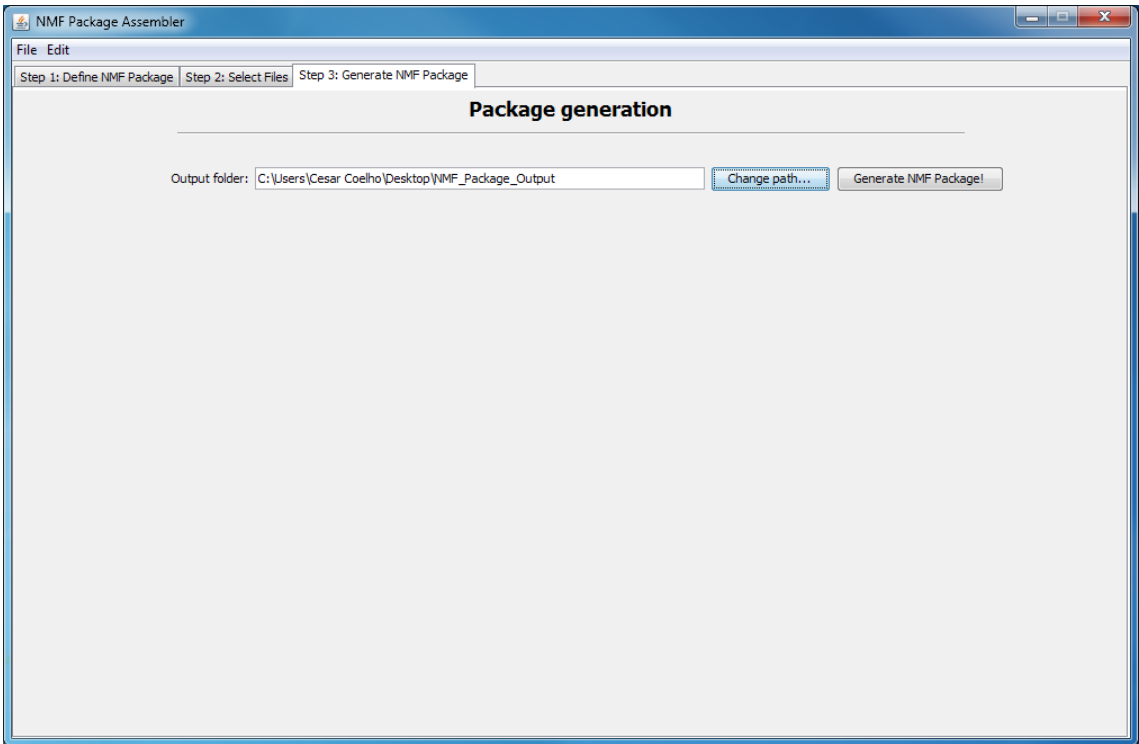 NMF Package Assembler
File Edit
Step 1: Define NMF Package Step 2: Select Files Step 3: Generate NMF Package
Package generation
Output folder: C:\Users\Cesar Coelho\Desktop\NMF_Package_Output Change path... Generate NMF Package!